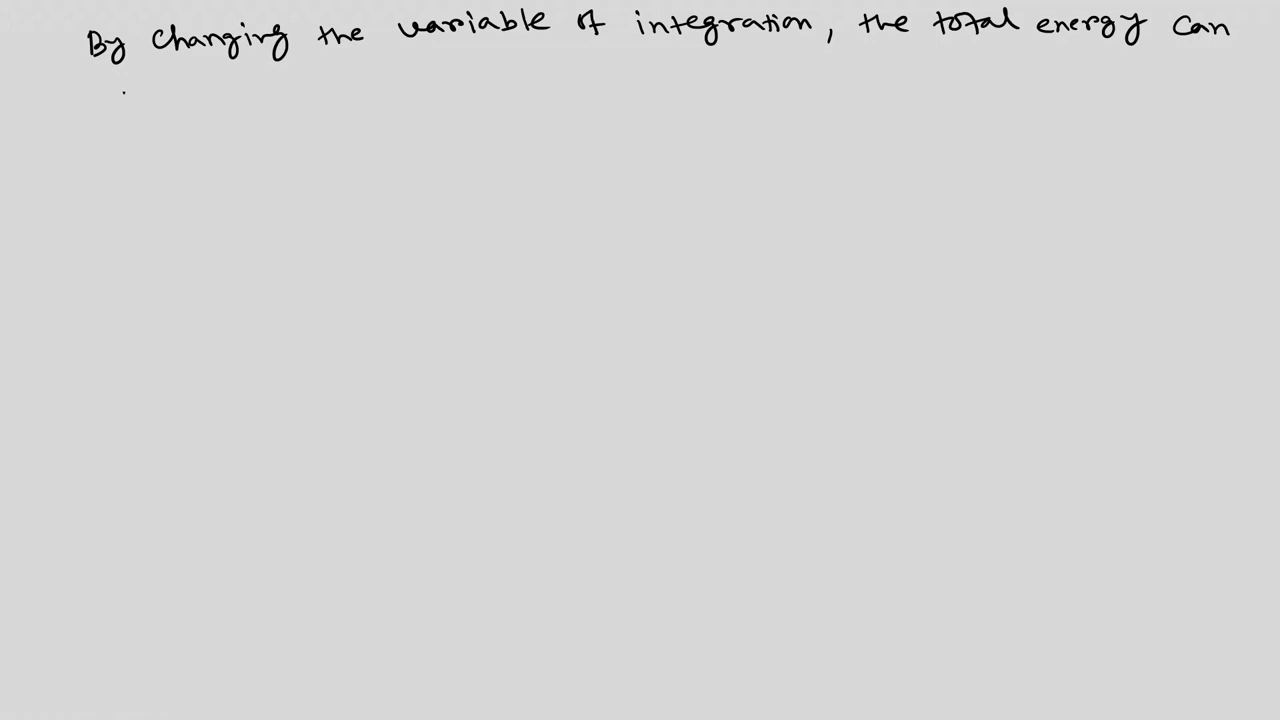 By changing the variable of integration, the total energy can